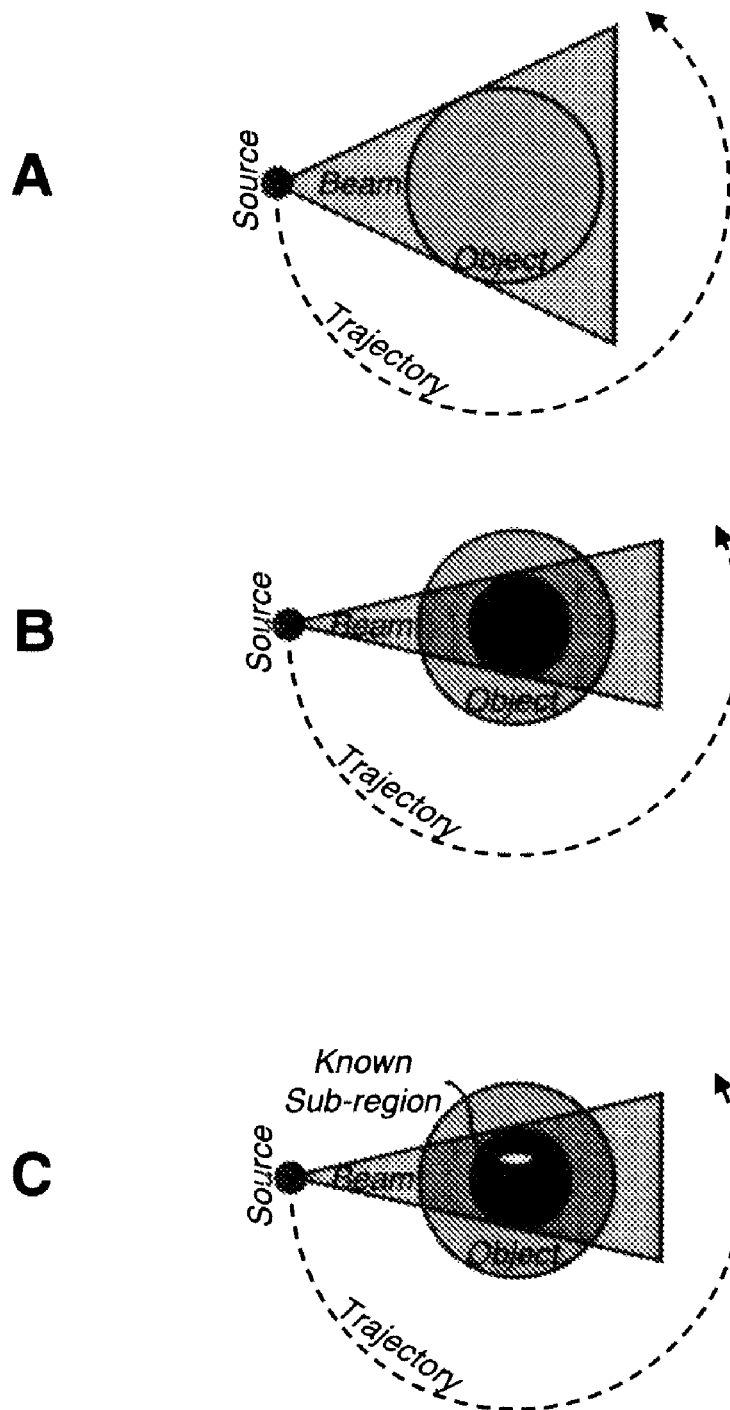 A
Source
Beam
Object
Trajectory
B
Source
Beam
Object
Trajectory
C
Known
Sub-region
Source
Beam
Object
Trajectory